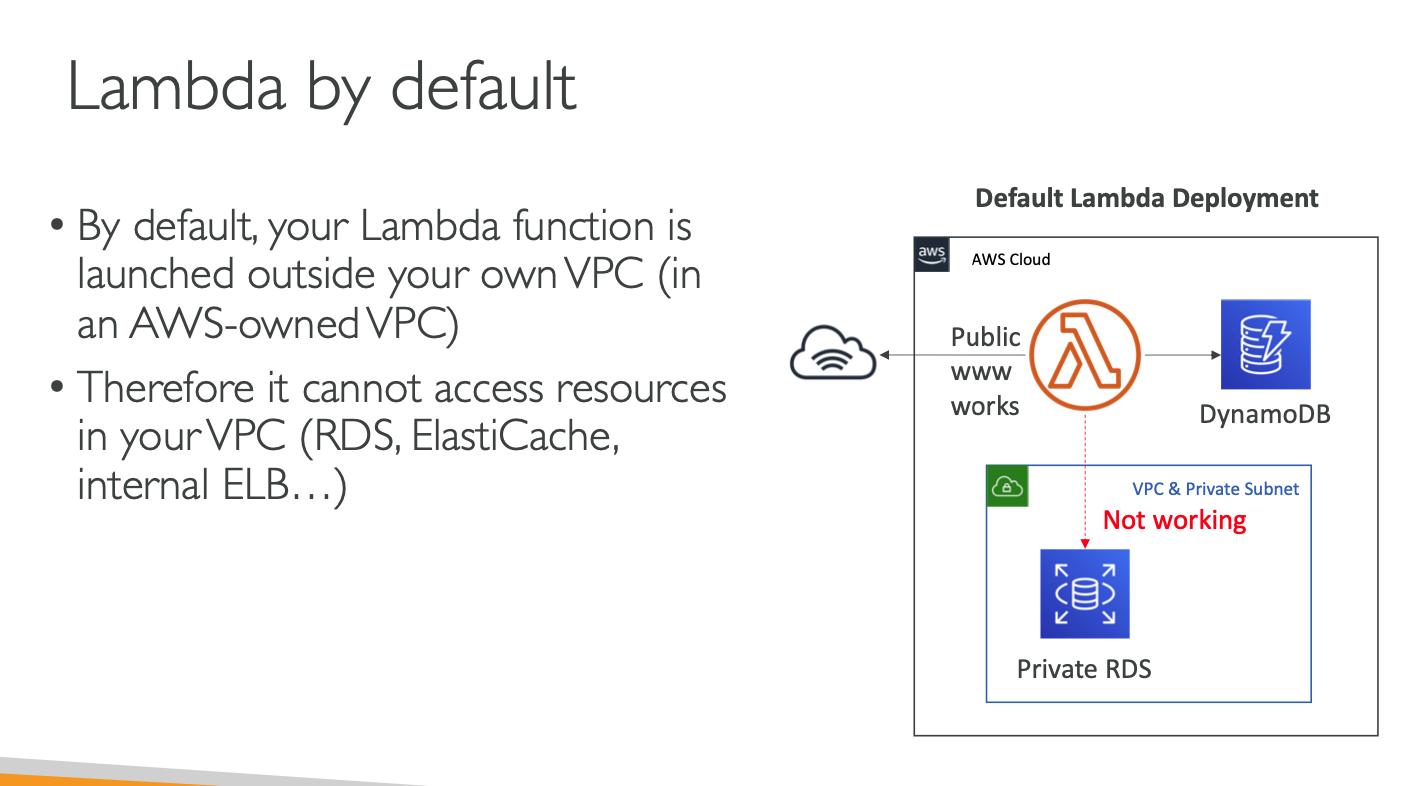 Lambda by default
• By default, your Lambda function is
launched outside your own VPC (in
an AWS-owned VPC)
• Therefore it cannot access resources
in your VPC (RDS, ElastiCache,
internal ELB…)
Default Lambda Deployment
aws
AWS Cloud
Public
www
works
DynamoDB
VPC & Private Subnet
Not working
Private RDS